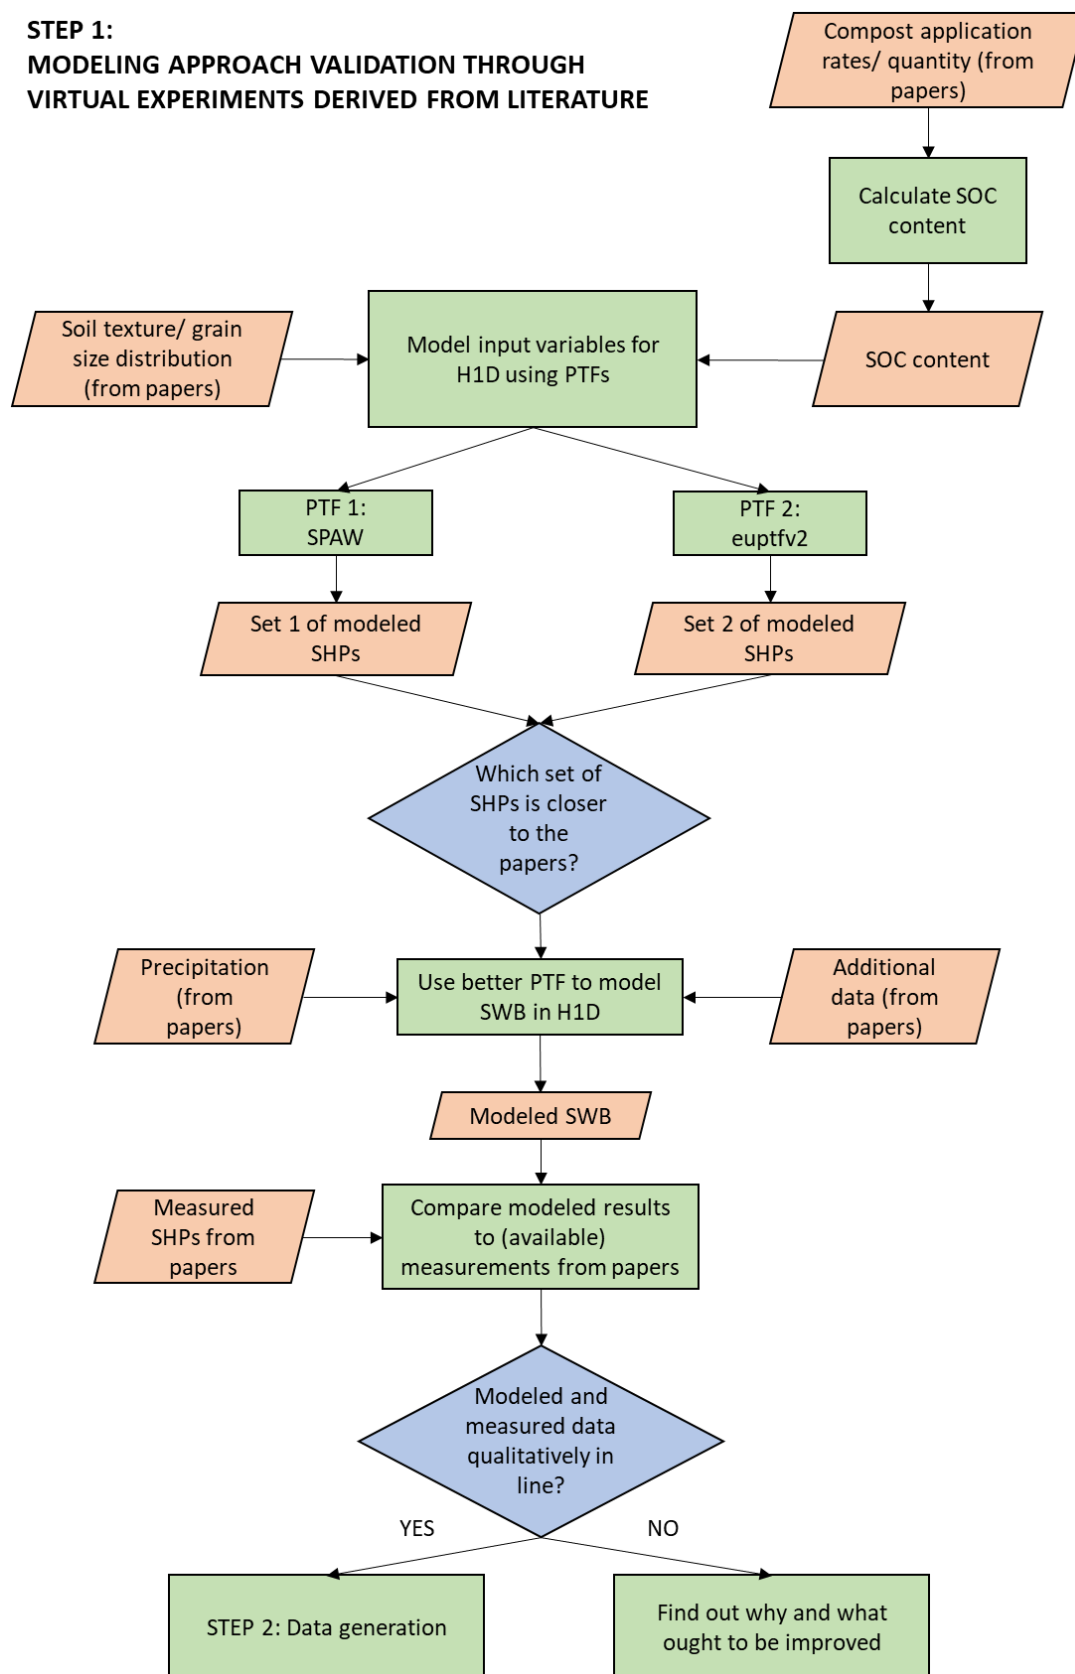 STEP 1:
MODELING APPROACH VALIDATION THROUGH
VIRTUAL EXPERIMENTS DERIVED FROM LITERATURE
Compost application
rates/ quantity (from
papers)
Calculate SOC
content
Soil texture/ grain
size distribution
(from papers)
Model input variables for
H1D using PTFs
SOC content
PTF 1:
SPAW
PTF 2:
euptfv2
Set 1 of modeled
SHPs
Set 2 of modeled
SHPs
Which set of
SHPs is closer
to the
papers?
Precipitation
(from
papers)
Use better PTF to model
SWB in H1D
Additional
data (from
papers)
Modeled SWB
Measured
SHPs from
papers
Compare modeled results
to (available)
measurements from papers
Modeled and
measured data
qualitatively in
line?
YES
NO
STEP 2: Data generation
Find out why and what
ought to be improved